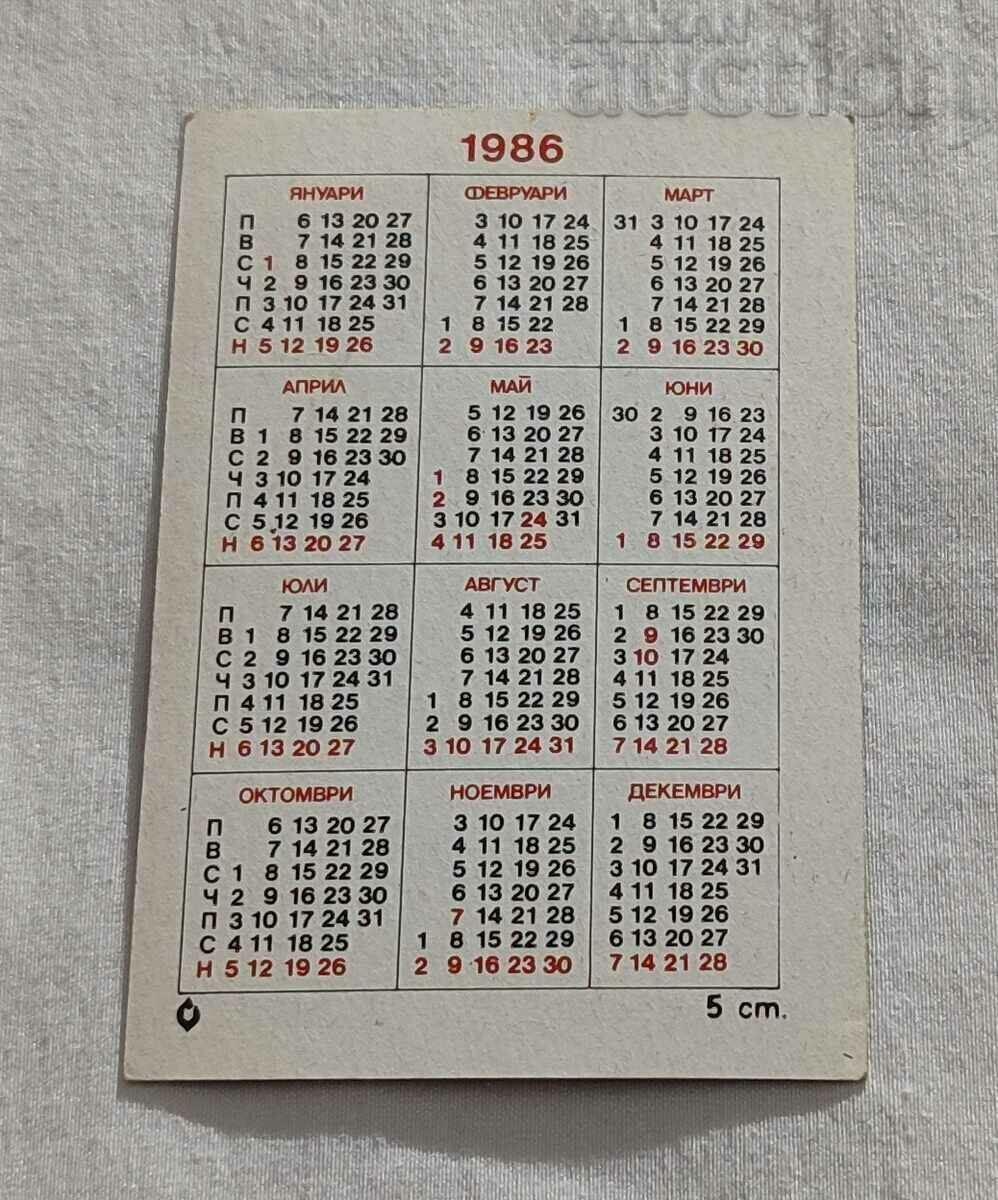 BALKAN
auction
1986
ЯНУАРИ ФЕВРУАРИ МАРТ
П 6 13 20 27 3 10 17 24 31 3 10 17 24
В 7 14 21 28 4 11 18 25 4 11 18 25
С 1 8 15 22 29 5 12 19 26 5 12 19 26
Ч 2 9 16 23 30 6 13 20 27 6 13 20 27
П 3 10 17 24 31 7 14 21 28 7 14 21 28
С 4 11 18 25 1 8 15 22 1 8 15 22 29
Н 5 12 19 26 2 9 16 23 2 9 16 23 30
АПРИЛ МАЙ ЮНИ
П 7 14 21 28 5 12 19 26 30 2 9 16 23
В 1 8 15 22 29 6 13 20 27 3 10 17 24
С 2 9 16 23 30 7 14 21 28 4 11 18 25
Ч 3 10 17 24 1 8 15 22 29 5 12 19 26
П 4 11 18 25 2 9 16 23 30 6 13 20 27
С 5 12 19 26 3 10 17 24 31 7 14 21 28
Н 6 13 20 27 4 11 18 25 1 8 15 22 29
ЮЛИ АВГУСТ СЕПТЕМВРИ
П 7 14 21 28 4 11 18 25 1 8 15 22 29
В 1 8 15 22 29 5 12 19 26 2 9 16 23 30
С 2 9 16 23 30 6 13 20 27 3 10 17 24
Ч 3 10 17 24 31 7 14 21 28 4 11 18 25
П 4 11 18 25 1 8 15 22 29 5 12 19 26
С 5 12 19 26 2 9 16 23 30 6 13 20 27
Н 6 13 20 27 3 10 17 24 31 7 14 21 28
ОКТОМВРИ НОЕМВРИ ДЕКЕМВРИ
П 6 13 20 27 3 10 17 24 1 8 15 22 29
В 7 14 21 28 4 11 18 25 2 9 16 23 30
С 1 8 15 22 29 5 12 19 26 3 10 17 24 31
Ч 2 9 16 23 30 6 13 20 27 4 11 18 25
П 3 10 17 24 31 7 14 21 28 5 12 19 26
С 4 11 18 25 1 8 15 22 29 6 13 20 27
Н 5 12 19 26 2 9 16 23 30 7 14 21 28
5 ст.